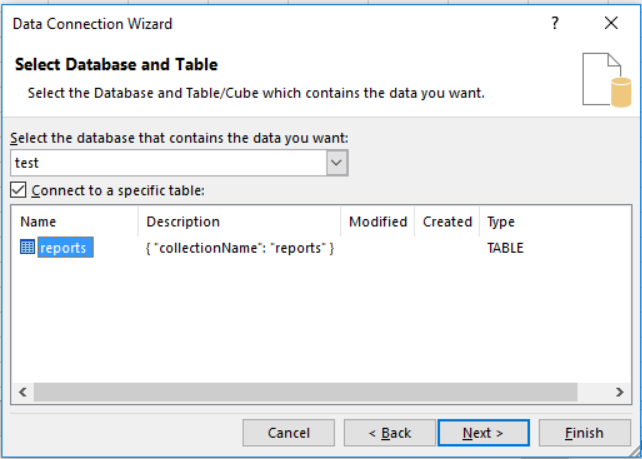 Data Connection Wizard
?
Select Database and Table
Select the Database and Table/Cube which contains the data you want.
Select the database that contains the data you want:
test
Connect to a specific table:
Name Description Modified Created Type
reports { "collectionName": "reports" } TABLE
Cancel < Back Next > Finish